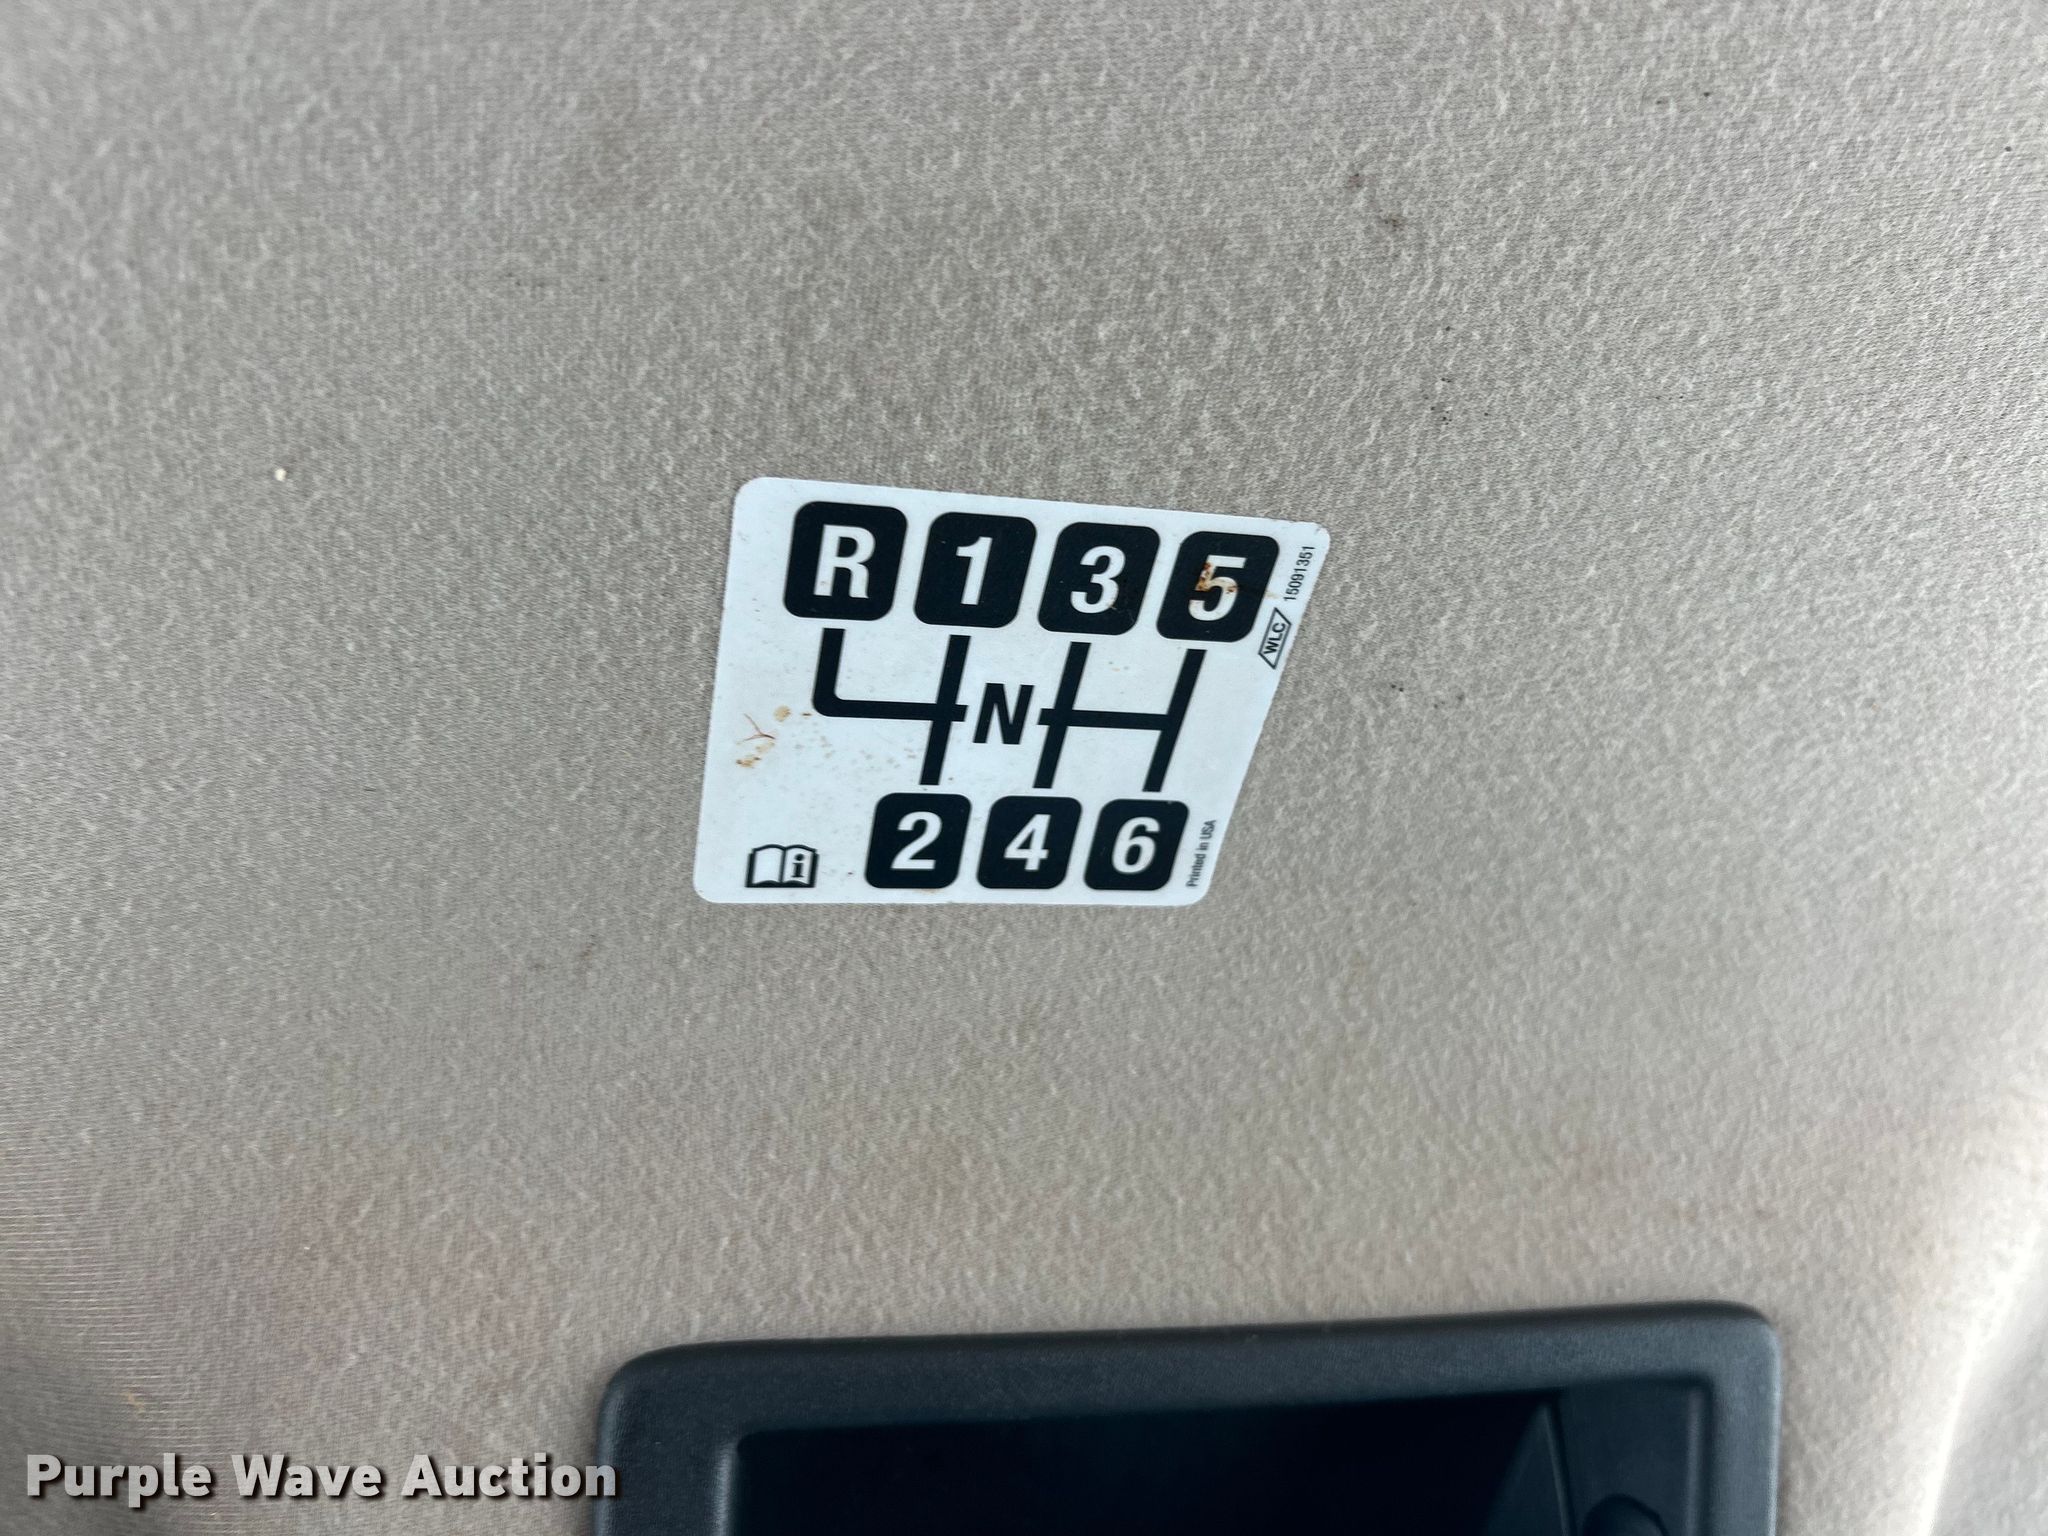 R 1 3 5
15091351
WLC
N
2 4 6
i
Printed in USA
Purple Wave Auction